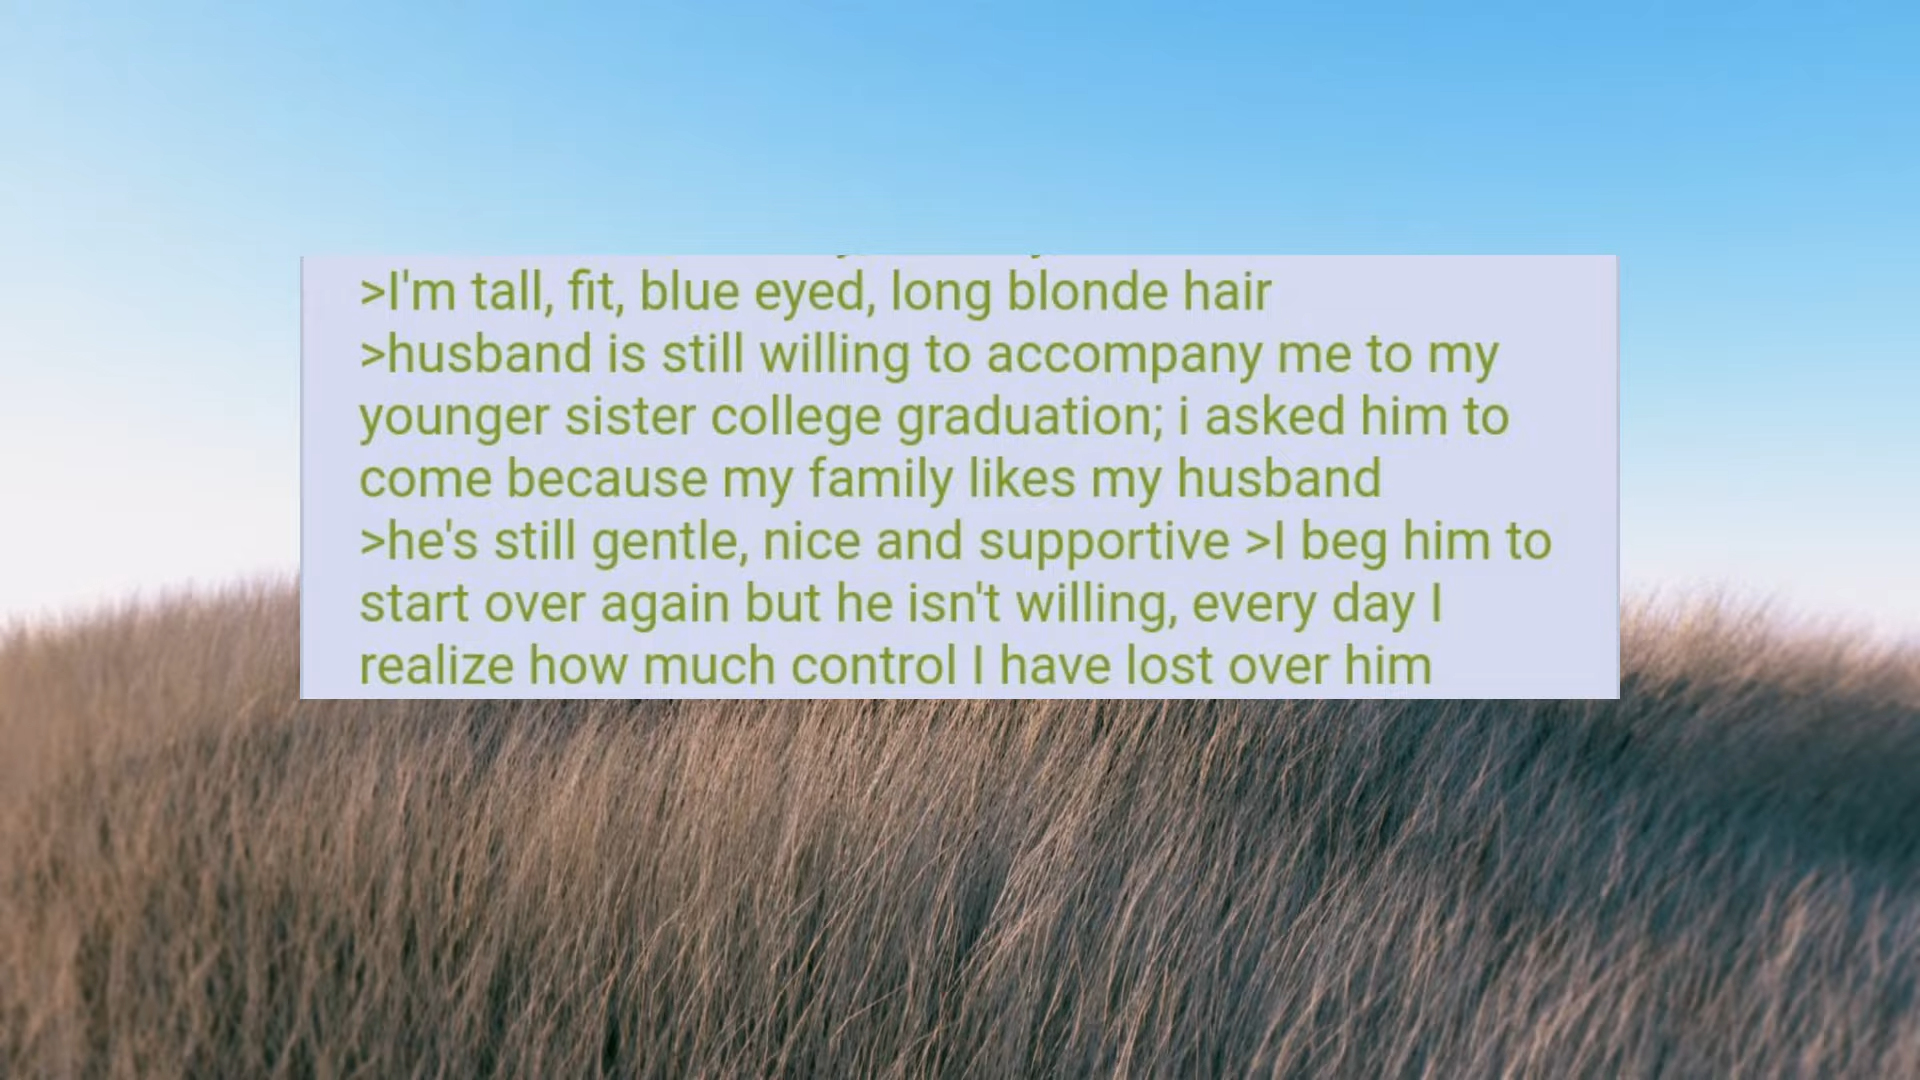 >I'm tall, fit, blue eyed, long blonde hair
>husband is still willing to accompany me to my
younger sister college graduation; i asked him to
come because my family likes my husband
>he's still gentle, nice and supportive >I beg him to
start over again but he isn't willing, every day I
realize how much control I have lost over him